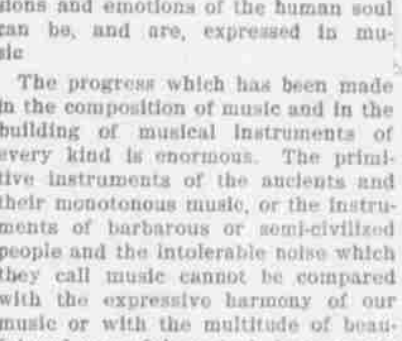 sions and emotions of the human soul
can be, and are, expressed in mu-
sic
The progress which has been made
in the composition of music and in the
building of musical instruments of
every kind is enormous. The primi-
tive instruments of the ancients and
their monotonous music, or the instru-
ments of barbarous or semi-civilized
people and the intolerable noise which
they call music cannot be compared
with the expressive harmony of our
music or with the multitude of beau-